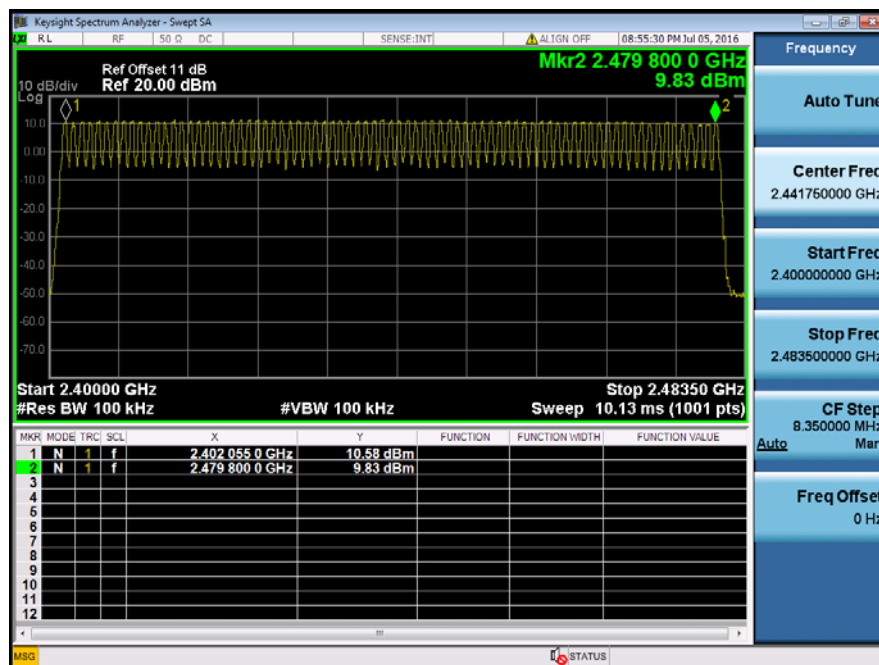 Keysight Spectrum Analyzer - Swept SA
LXI RL RF 50 Ω DC SENSE:INT ALIGN OFF 08:55:30 PM Jul 05, 2016
Frequency
Mkr2 2.479 800 0 GHz
9.83 dBm
Ref Offset 11 dB
10 dB/div Ref 20.00 dBm
Log
1 2
10.0
0.00
-10.0
-20.0
-30.0
-40.0
-50.0
-60.0
-70.0
Start 2.40000 GHz Stop 2.48350 GHz
#Res BW 100 kHz #VBW 100 kHz Sweep 10.13 ms (1001 pts)
MKR MODE TRC SCL X Y FUNCTION FUNCTION WIDTH FUNCTION VALUE
1 N 1 f 2.402 055 0 GHz 10.58 dBm
2 N 1 f 2.479 800 0 GHz 9.83 dBm
3
4
5
6
7
8
9
10
11
12
Auto Tune
Center Freq
2.441750000 GHz
Start Freq
2.400000000 GHz
Stop Freq
2.483500000 GHz
CF Step
8.350000 MHz
Auto Man
Freq Offset
0 Hz
MSG STATUS